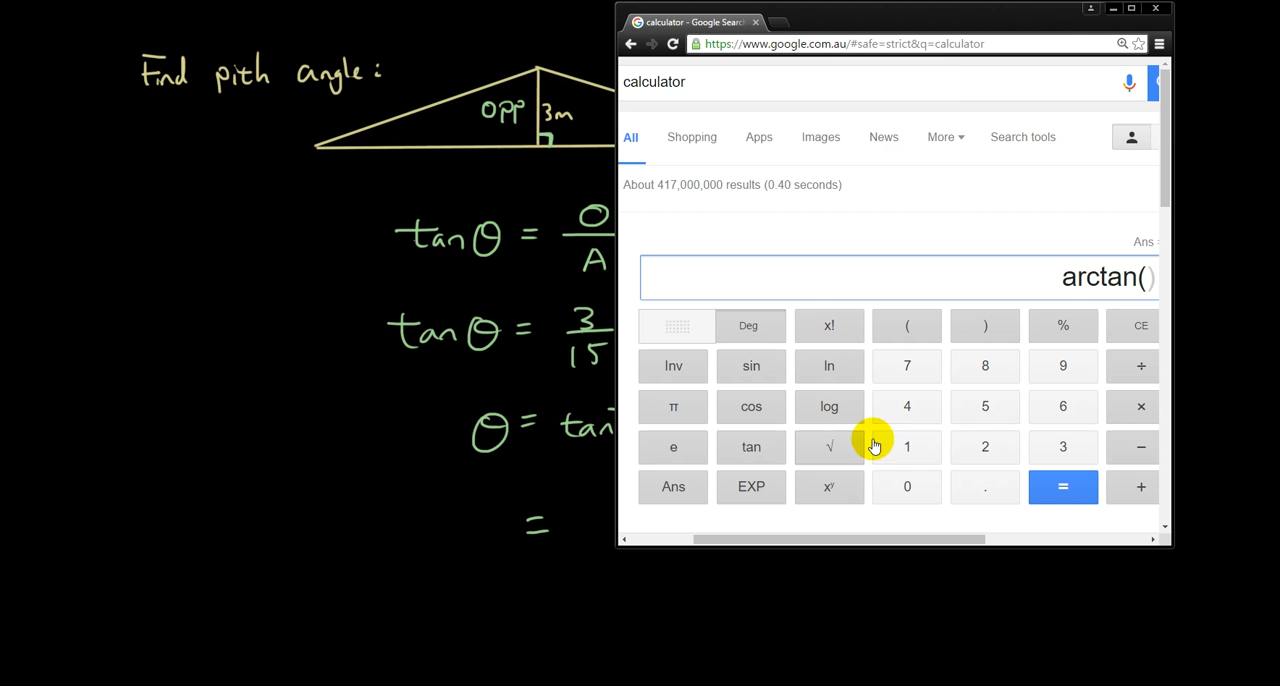 Find pith angle:
OPP
3m
tanθ = O
A
tanθ = 3
15
θ = tan
=
calculator - Google Searc
https://www.google.com.au/#safe=strict&q=calculator
calculator
All Shopping Apps Images News More Search tools
About 417,000,000 results (0.40 seconds)
Ans =
arctan()
Deg x! ( ) % CE
Inv sin ln 7 8 9 ÷
π cos log 4 5 6 ×
e tan √ 1 2 3 −
Ans EXP xʸ 0 . = +